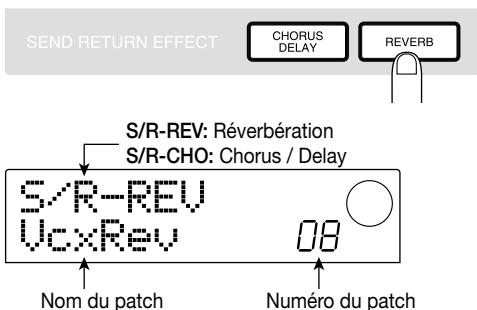 SEND RETURN EFFECT
CHORUS
DELAY
REVERB
S/R-REV: Réverbération
S/R-CHO: Chorus / Delay
S/R-REV
VcxRev 08
Nom du patch Numéro du patch